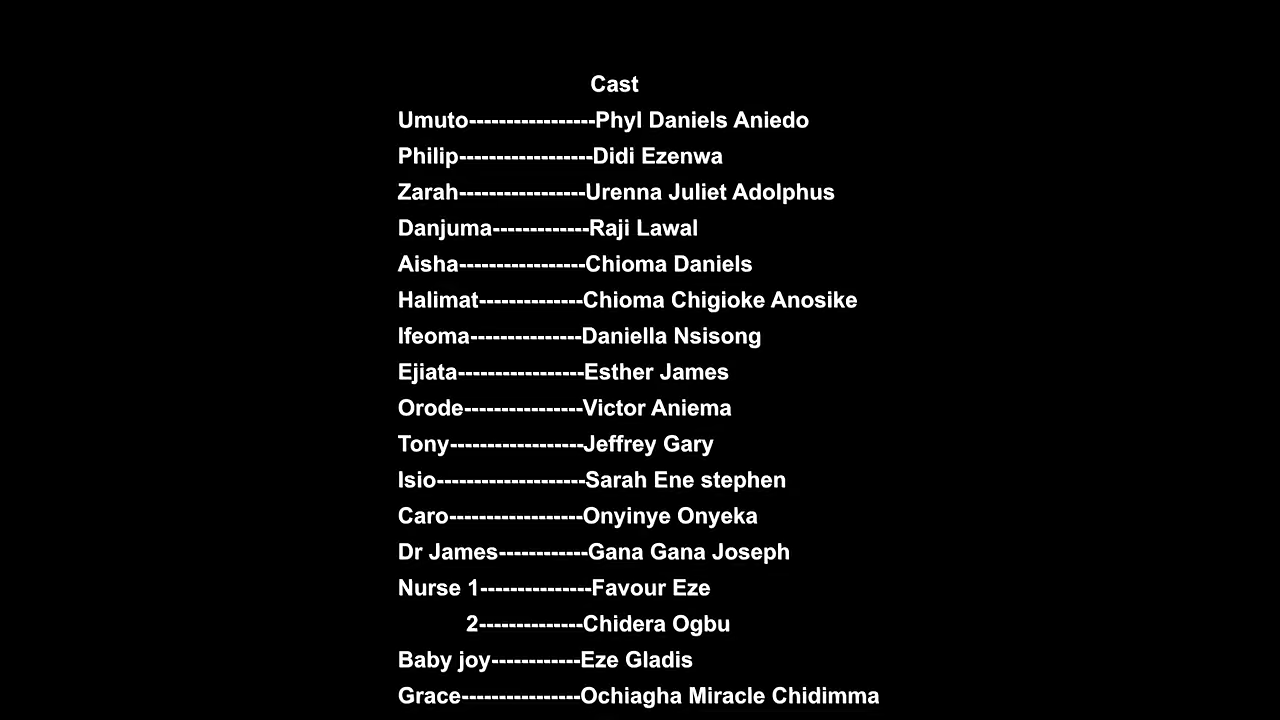 Cast
Umuto-----------------Phyl Daniels Aniedo
Philip------------------Didi Ezenwa
Zarah-----------------Urenna Juliet Adolphus
Danjuma-------------Raji Lawal
Aisha-----------------Chioma Daniels
Halimat--------------Chioma Chigioke Anosike
Ifeoma---------------Daniella Nsisong
Ejiata-----------------Esther James
Orode----------------Victor Aniema
Tony------------------Jeffrey Gary
Isio--------------------Sarah Ene stephen
Caro------------------Onyinye Onyeka
Dr James------------Gana Gana Joseph
Nurse 1---------------Favour Eze
2--------------Chidera Ogbu
Baby joy------------Eze Gladis
Grace----------------Ochiagha Miracle Chidimma